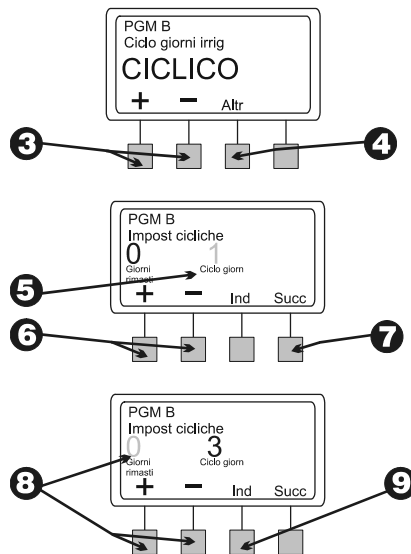 PGM B
Ciclo giorni irrig
CICLICO
+ − Altr
3 4
PGM B
Impost cicliche
0 1
Giorni rimasti Ciclo giorn
+ − Ind Succ
5
6 7
PGM B
Impost cicliche
0 3
Giorni rimasti Ciclo giorn
+ − Ind Succ
8 9